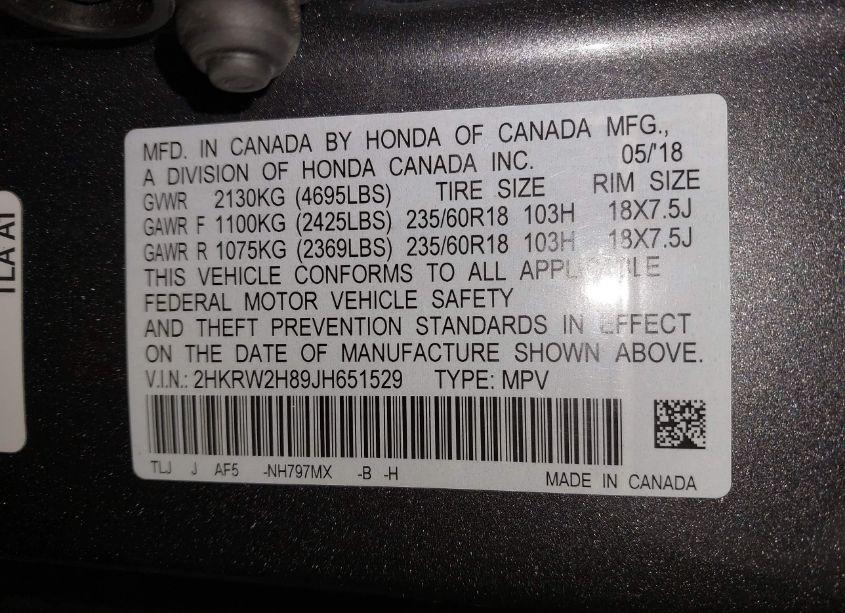 MFD. IN CANADA BY HONDA OF CANADA MFG.,
A DIVISION OF HONDA CANADA INC. 05/'18
GVWR 2130KG (4695LBS) TIRE SIZE RIM SIZE
GAWR F 1100KG (2425LBS) 235/60R18 103H 18X7.5J
GAWR R 1075KG (2369LBS) 235/60R18 103H 18X7.5J
THIS VEHICLE CONFORMS TO ALL APPLICABLE
FEDERAL MOTOR VEHICLE SAFETY
AND THEFT PREVENTION STANDARDS IN EFFECT
ON THE DATE OF MANUFACTURE SHOWN ABOVE.
V.I.N.: 2HKRW2H89JH651529 TYPE: MPV
TLJ J AF5 -NH797MX -B -H
MADE IN CANADA